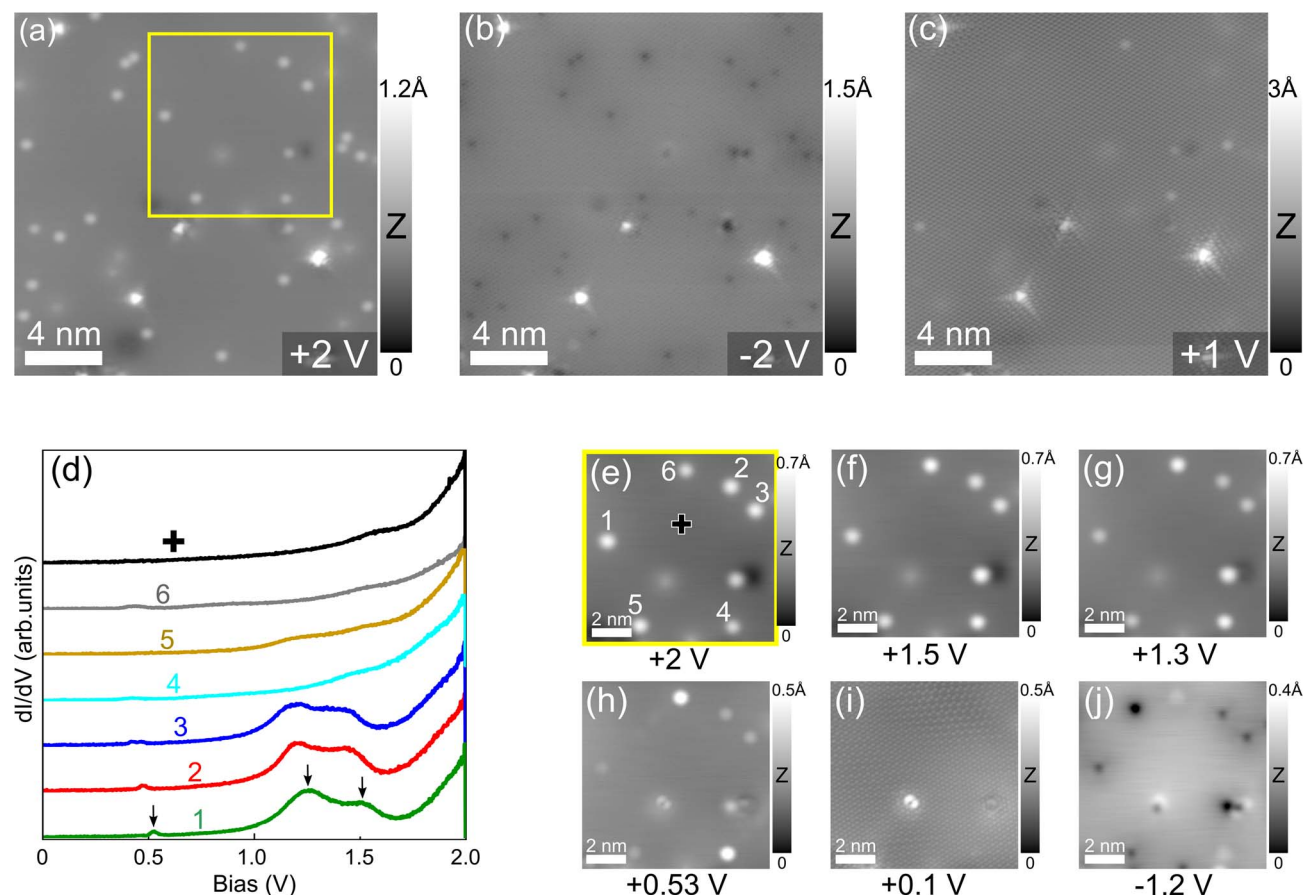 (a)
1.2Å
Z
0
4 nm
+2 V
(b)
1.5Å
Z
0
4 nm
-2 V
(c)
3Å
Z
0
4 nm
+1 V
(d)
dI/dV (arb.units)
+
6
5
4
3
2
1
0
0.5
1.0
1.5
2.0
Bias (V)
(e)
6
2
3
1
+
5
4
2 nm
0.7Å
Z
0
+2 V
(f)
2 nm
0.7Å
Z
0
+1.5 V
(g)
2 nm
0.7Å
Z
0
+1.3 V
(h)
2 nm
0.5Å
Z
0
+0.53 V
(i)
2 nm
0.5Å
Z
0
+0.1 V
(j)
2 nm
0.4Å
Z
0
-1.2 V